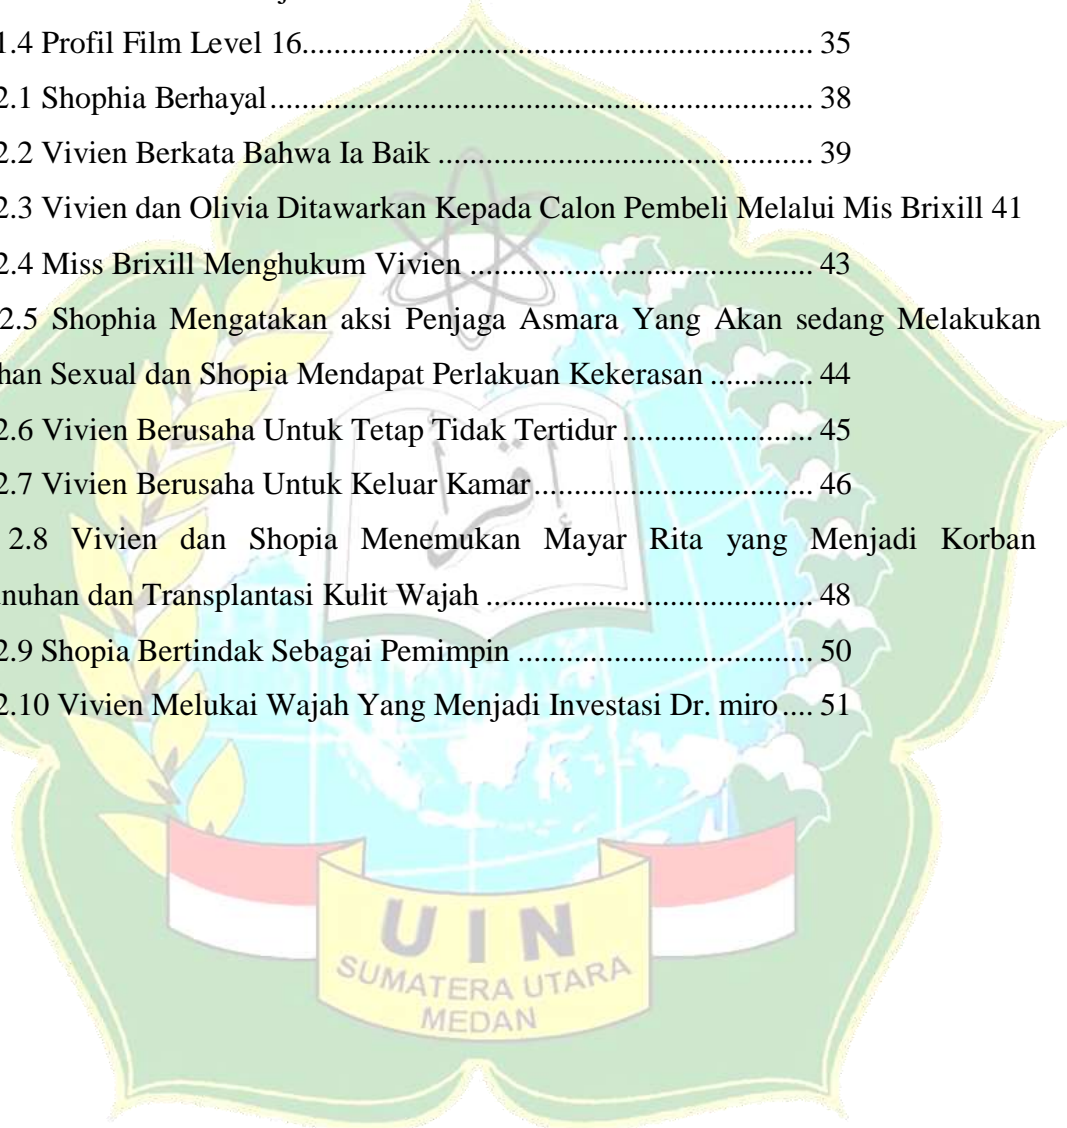 1.4 Profil Film Level 16................................................................ 35
2.1 Shophia Berhayal..................................................................... 38
2.2 Vivien Berkata Bahwa Ia Baik ............................................... 39
2.3 Vivien dan Olivia Ditawarkan Kepada Calon Pembeli Melalui Mis Brixill 41
2.4 Miss Brixill Menghukum Vivien ........................................... 43
2.5 Shophia Mengatakan aksi Penjaga Asmara Yang Akan sedang Melakukan
han Sexual dan Shopia Mendapat Perlakuan Kekerasan ............. 44
2.6 Vivien Berusaha Untuk Tetap Tidak Tertidur ........................ 45
2.7 Vivien Berusaha Untuk Keluar Kamar................................... 46
2.8 Vivien dan Shopia Menemukan Mayar Rita yang Menjadi Korban
nuhan dan Transplantasi Kulit Wajah ......................................... 48
2.9 Shopia Bertindak Sebagai Pemimpin ..................................... 50
2.10 Vivien Melukai Wajah Yang Menjadi Investasi Dr. miro.... 51
UIN
SUMATERA UTARA
MEDAN